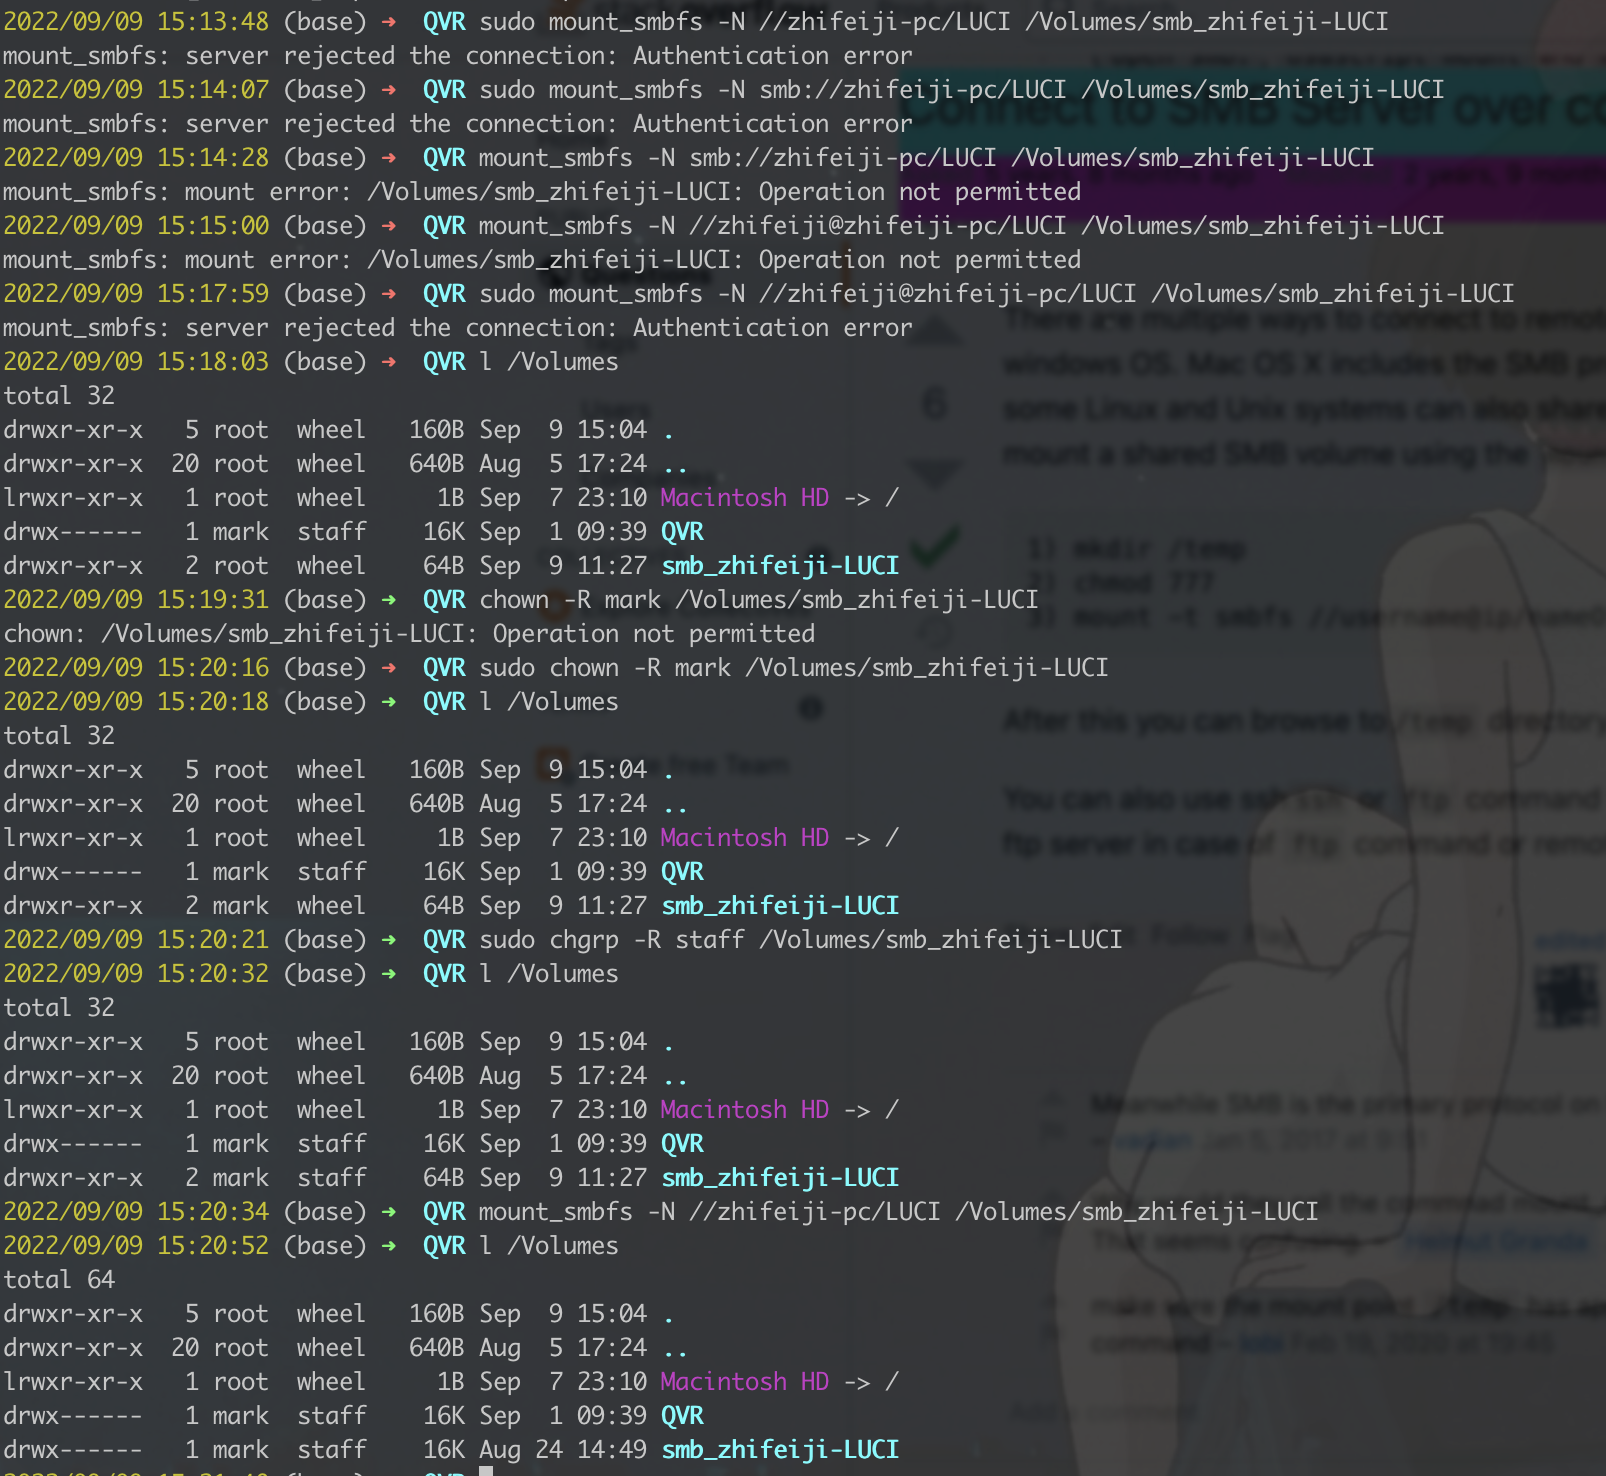 2022/09/09 15:13:48 (base) ➜  QVR sudo mount_smbfs -N //zhifeiji-pc/LUCI /Volumes/smb_zhifeiji-LUCI
mount_smbfs: server rejected the connection: Authentication error
2022/09/09 15:14:07 (base) ➜  QVR sudo mount_smbfs -N smb://zhifeiji-pc/LUCI /Volumes/smb_zhifeiji-LUCI
mount_smbfs: server rejected the connection: Authentication error
2022/09/09 15:14:28 (base) ➜  QVR mount_smbfs -N smb://zhifeiji-pc/LUCI /Volumes/smb_zhifeiji-LUCI
mount_smbfs: mount error: /Volumes/smb_zhifeiji-LUCI: Operation not permitted
2022/09/09 15:15:00 (base) ➜  QVR mount_smbfs -N //zhifeiji@zhifeiji-pc/LUCI /Volumes/smb_zhifeiji-LUCI
mount_smbfs: mount error: /Volumes/smb_zhifeiji-LUCI: Operation not permitted
2022/09/09 15:17:59 (base) ➜  QVR sudo mount_smbfs -N //zhifeiji@zhifeiji-pc/LUCI /Volumes/smb_zhifeiji-LUCI
mount_smbfs: server rejected the connection: Authentication error
2022/09/09 15:18:03 (base) ➜  QVR l /Volumes
total 32
drwxr-xr-x   5 root  wheel   160B Sep  9 15:04 .
drwxr-xr-x  20 root  wheel   640B Aug  5 17:24 ..
lrwxr-xr-x   1 root  wheel     1B Sep  7 23:10 Macintosh HD -> /
drwx------   1 mark  staff    16K Sep  1 09:39 QVR
drwxr-xr-x   2 root  wheel    64B Sep  9 11:27 smb_zhifeiji-LUCI
2022/09/09 15:19:31 (base) ➜  QVR chown -R mark /Volumes/smb_zhifeiji-LUCI
chown: /Volumes/smb_zhifeiji-LUCI: Operation not permitted
2022/09/09 15:20:16 (base) ➜  QVR sudo chown -R mark /Volumes/smb_zhifeiji-LUCI
2022/09/09 15:20:18 (base) ➜  QVR l /Volumes
total 32
drwxr-xr-x   5 root  wheel   160B Sep  9 15:04 .
drwxr-xr-x  20 root  wheel   640B Aug  5 17:24 ..
lrwxr-xr-x   1 root  wheel     1B Sep  7 23:10 Macintosh HD -> /
drwx------   1 mark  staff    16K Sep  1 09:39 QVR
drwxr-xr-x   2 mark  wheel    64B Sep  9 11:27 smb_zhifeiji-LUCI
2022/09/09 15:20:21 (base) ➜  QVR sudo chgrp -R staff /Volumes/smb_zhifeiji-LUCI
2022/09/09 15:20:32 (base) ➜  QVR l /Volumes
total 32
drwxr-xr-x   5 root  wheel   160B Sep  9 15:04 .
drwxr-xr-x  20 root  wheel   640B Aug  5 17:24 ..
lrwxr-xr-x   1 root  wheel     1B Sep  7 23:10 Macintosh HD -> /
drwx------   1 mark  staff    16K Sep  1 09:39 QVR
drwxr-xr-x   2 mark  staff    64B Sep  9 11:27 smb_zhifeiji-LUCI
2022/09/09 15:20:34 (base) ➜  QVR mount_smbfs -N //zhifeiji-pc/LUCI /Volumes/smb_zhifeiji-LUCI
2022/09/09 15:20:52 (base) ➜  QVR l /Volumes
total 64
drwxr-xr-x   5 root  wheel   160B Sep  9 15:04 .
drwxr-xr-x  20 root  wheel   640B Aug  5 17:24 ..
lrwxr-xr-x   1 root  wheel     1B Sep  7 23:10 Macintosh HD -> /
drwx------   1 mark  staff    16K Sep  1 09:39 QVR
drwx------   1 mark  staff    16K Aug 24 14:49 smb_zhifeiji-LUCI